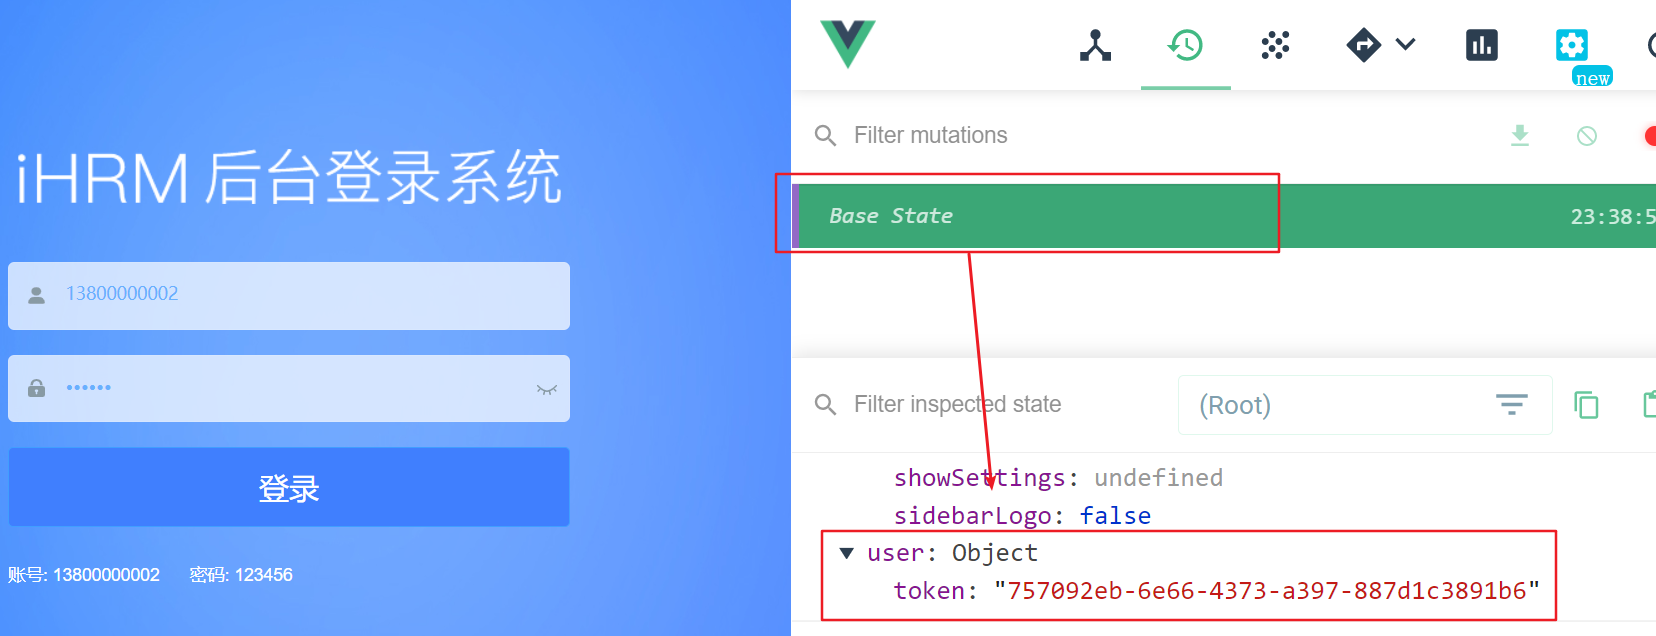 iHRM 后台登录系统
13800000002
••••••
登录
账号: 13800000002 密码: 123456
new
Filter mutations
Base State 23:38:5
Filter inspected state
(Root)
showSettings: undefined
sidebarLogo: false
user: Object
token: "757092eb-6e66-4373-a397-887d1c3891b6"